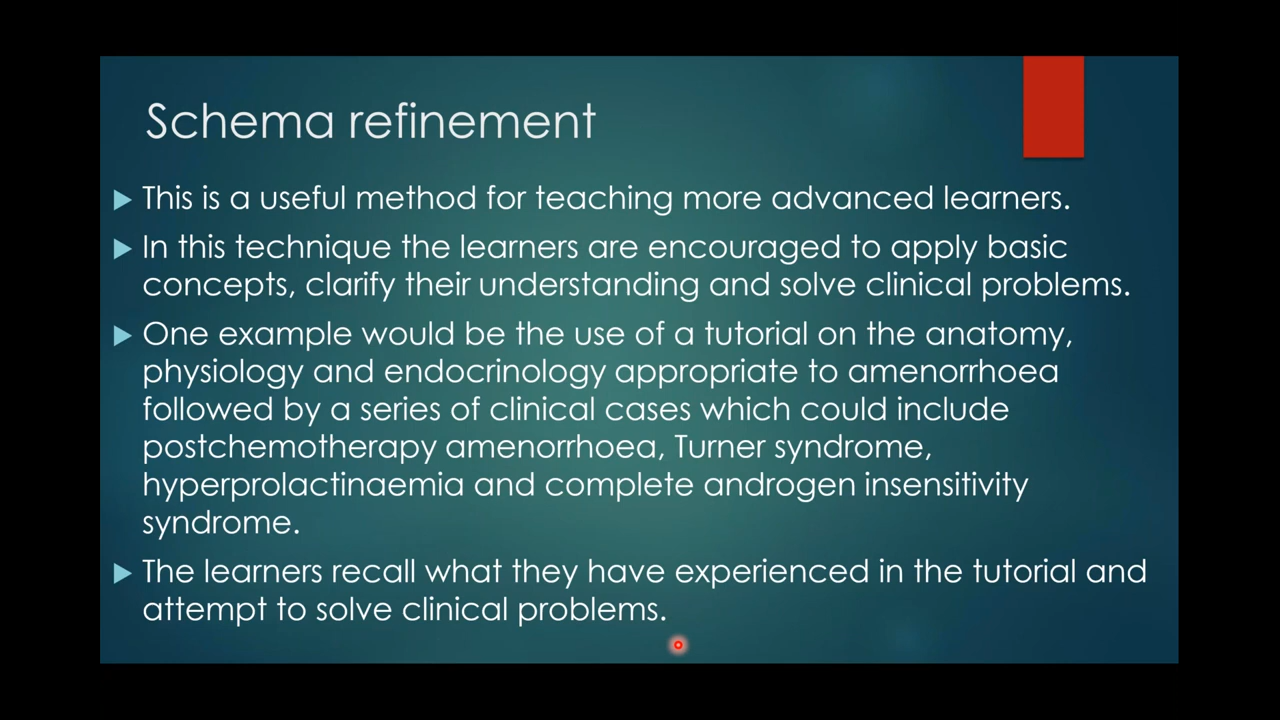 Schema refinement
This is a useful method for teaching more advanced learners.
In this technique the learners are encouraged to apply basic
concepts, clarify their understanding and solve clinical problems.
One example would be the use of a tutorial on the anatomy,
physiology and endocrinology appropriate to amenorrhoea
followed by a series of clinical cases which could include
postchemotherapy amenorrhoea, Turner syndrome,
hyperprolactinaemia and complete androgen insensitivity
syndrome.
The learners recall what they have experienced in the tutorial and
attempt to solve clinical problems.